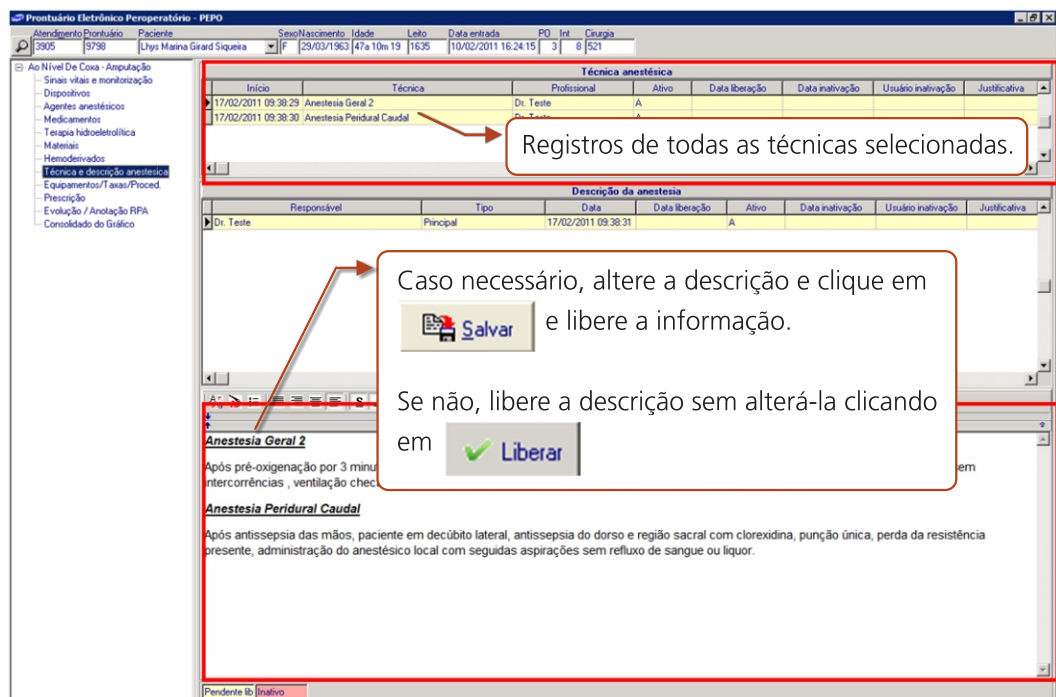 Prontuário Eletrônico Peroperatório - PEPO
Atendimento Prontuário Paciente Sexo Nascimento Idade Leito Data entrada PO Int Cirurgia
3905 9798 Lhys Marina Girard Siqueira F 29/03/1963 47a 10m 19 1635 10/02/2011 16:24:15 3 8 521
Ao Nível De Coxa - Amputação
Sinais vitais e monitorização
Dispositivos
Agentes anestésicos
Medicamentos
Terapia hidroeletrolítica
Materiais
Hemoderivados
Técnica e descrição anestesica
Equipamentos/Taxas/Proced.
Prescrição
Evolução / Anotação RPA
Consolidado do Gráfico
Técnica anestésica
Início Técnica Profissional Ativo Data liberação Data inativação Usuário inativação Justificativa
17/02/2011 09:38:29 Anestesia Geral 2 Dr. Teste A
17/02/2011 09:38:30 Anestesia Peridural Caudal Dr. Teste A
Registros de todas as técnicas selecionadas.
Descrição da anestesia
Responsável Tipo Data Data liberação Ativo Data inativação Usuário inativação Justificativa
Dr. Teste Principal 17/02/2011 09:38:31 A
Caso necessário, altere a descrição e clique em
Salvar e libere a informação.
Se não, libere a descrição sem alterá-la clicando
em Liberar
Anestesia Geral 2
Após pré-oxigenação por 3 minu em
intercorrências , ventilação chec
Anestesia Peridural Caudal
Após antissepsia das mãos, paciente em decúbito lateral, antissepsia do dorso e região sacral com clorexidina, punção única, perda da resistência
presente, administração do anestésico local com seguidas aspirações sem refluxo de sangue ou liquor.
Pendente lib Inativo